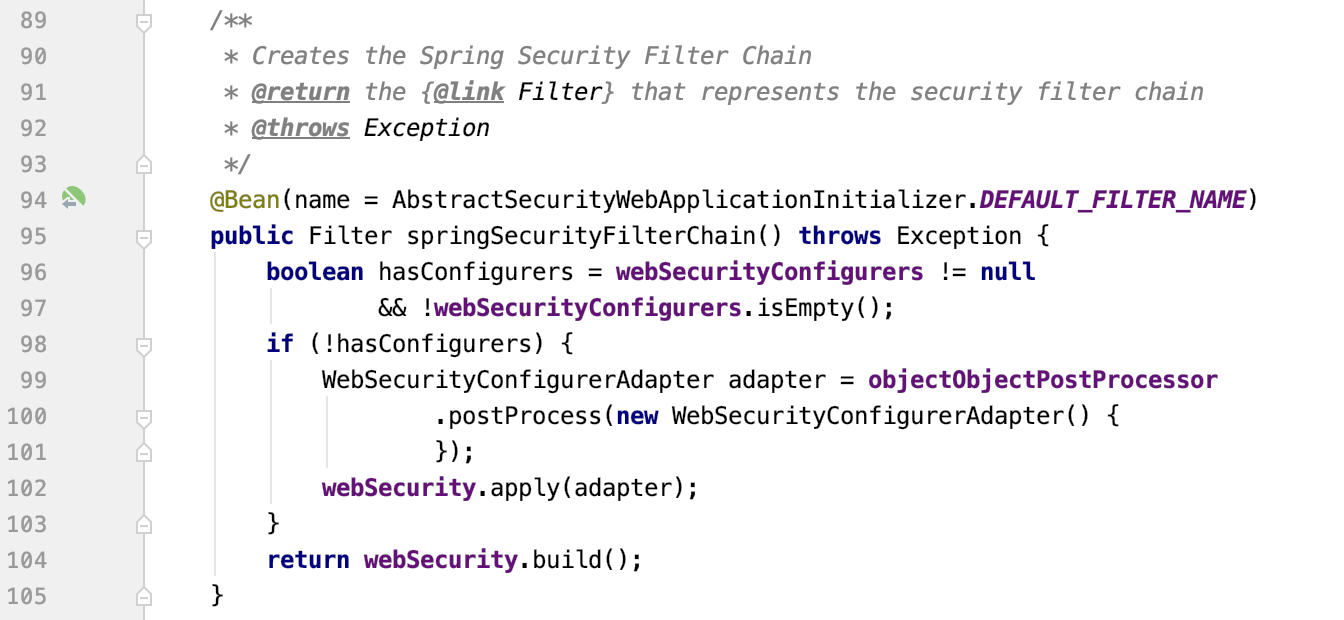 89 /**
90 * Creates the Spring Security Filter Chain
91 * @return the {@link Filter} that represents the security filter chain
92 * @throws Exception
93 */
94 @Bean(name = AbstractSecurityWebApplicationInitializer.DEFAULT_FILTER_NAME)
95 public Filter springSecurityFilterChain() throws Exception {
96 boolean hasConfigurers = webSecurityConfigurers != null
97 && !webSecurityConfigurers.isEmpty();
98 if (!hasConfigurers) {
99 WebSecurityConfigurerAdapter adapter = objectObjectPostProcessor
100 .postProcess(new WebSecurityConfigurerAdapter() {
101 });
102 webSecurity.apply(adapter);
103 }
104 return webSecurity.build();
105 }